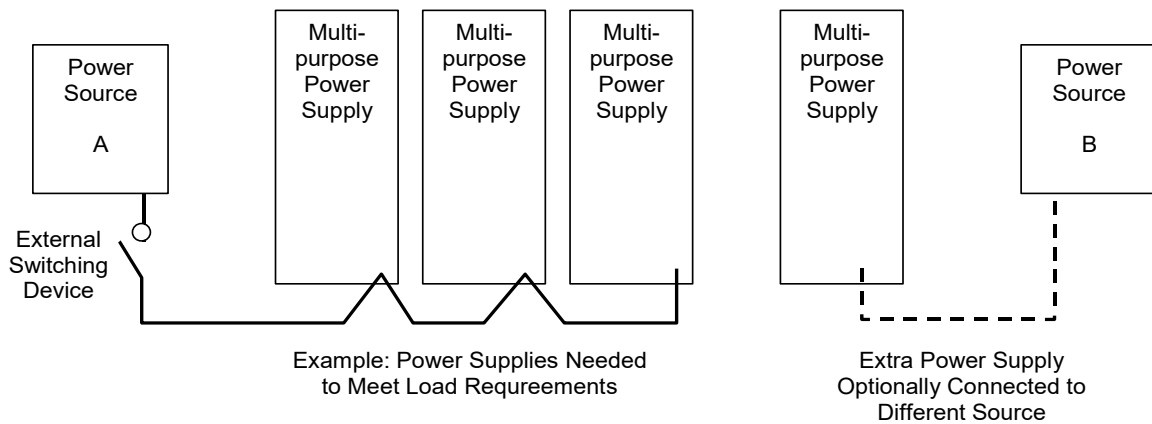 Power
Source
A
External
Switching
Device
Multi-
purpose
Power
Supply
Multi-
purpose
Power
Supply
Multi-
purpose
Power
Supply
Multi-
purpose
Power
Supply
Power
Source
B
Example: Power Supplies Needed
to Meet Load Requreements
Extra Power Supply
Optionally Connected to
Different Source